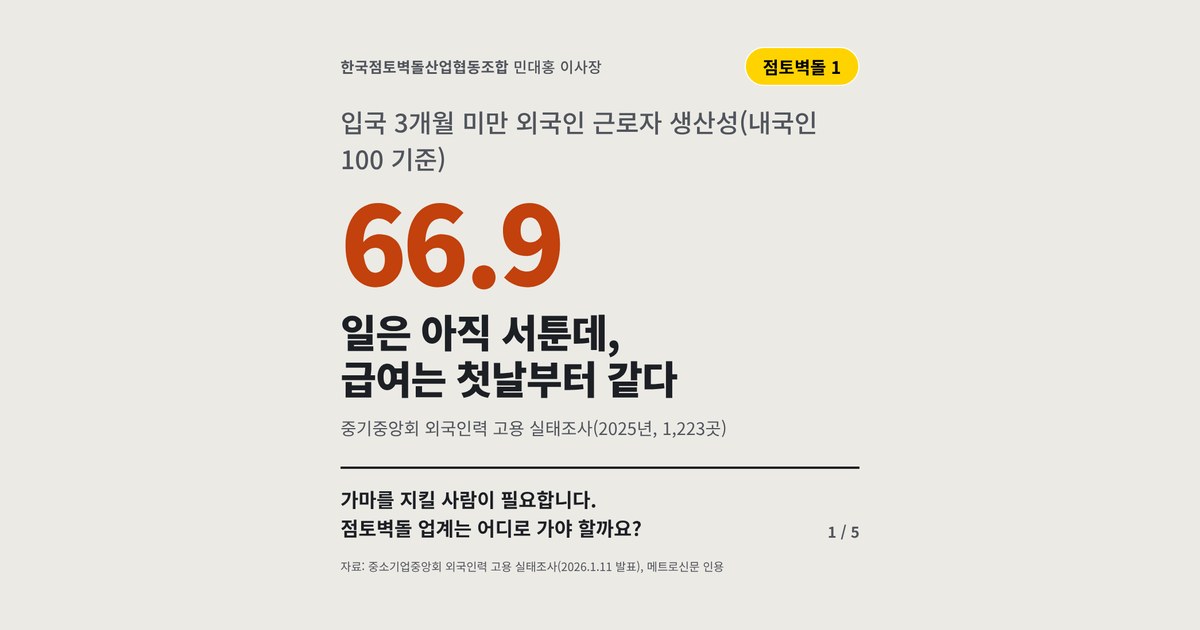 한국점토벽돌산업협동조합 민대홍 이사장
점토벽돌 1
입국 3개월 미만 외국인 근로자 생산성(내국인
100 기준)
66.9
일은 아직 서툰데,
급여는 첫날부터 같다
중기중앙회 외국인력 고용 실태조사(2025년, 1,223곳)
가마를 지킬 사람이 필요합니다.
점토벽돌 업계는 어디로 가야 할까요?
1 / 5
자료: 중소기업중앙회 외국인력 고용 실태조사(2026.1.11 발표), 메트로신문 인용